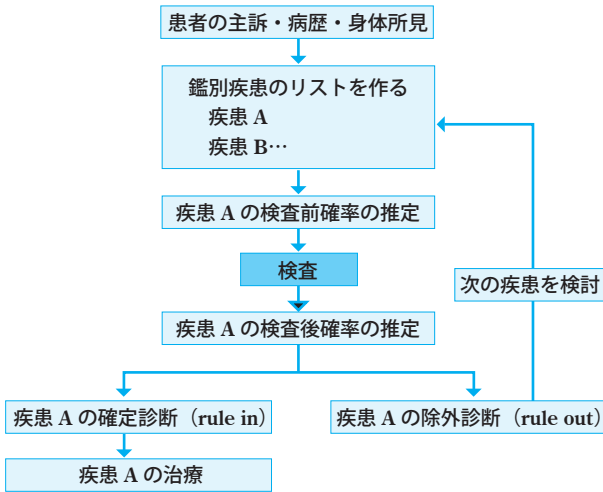 患者の主訴・病歴・身体所見
鑑別疾患のリストを作る
疾患 A
疾患 B…
疾患 A の検査前確率の推定
検査
次の疾患を検討
疾患 A の検査後確率の推定
疾患 A の確定診断（rule in）
疾患 A の除外診断（rule out）
疾患 A の治療